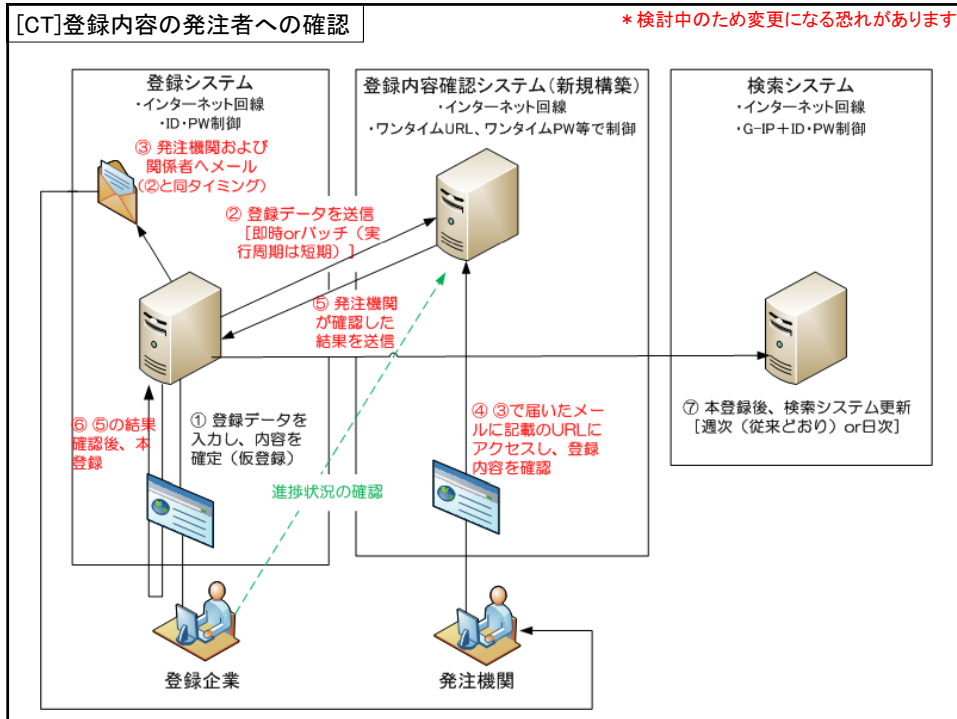 [CT]登録内容の発注者への確認
＊検討中のため変更になる恐れがあります
登録システム
・インターネット回線
・ID・PW制御
③ 発注機関および
関係者へメール
（②と同タイミング）
② 登録データを送信
［即時orバッチ（実
行周期は短期）］
⑤ 発注機関
が確認した
結果を送信
⑥ ⑤の結果
確認後、本
登録
① 登録データを
入力し、内容を
確定（仮登録）
登録内容確認システム（新規構築）
・インターネット回線
・ワンタイムURL、ワンタイムPW等で制御
④ ③で届いたメー
ルに記載のURLに
アクセスし、登録
内容を確認
進捗状況の確認
検索システム
・インターネット回線
・G-IP＋ID・PW制御
⑦ 本登録後、検索システム更新
［週次（従来どおり）or日次］
登録企業
発注機関